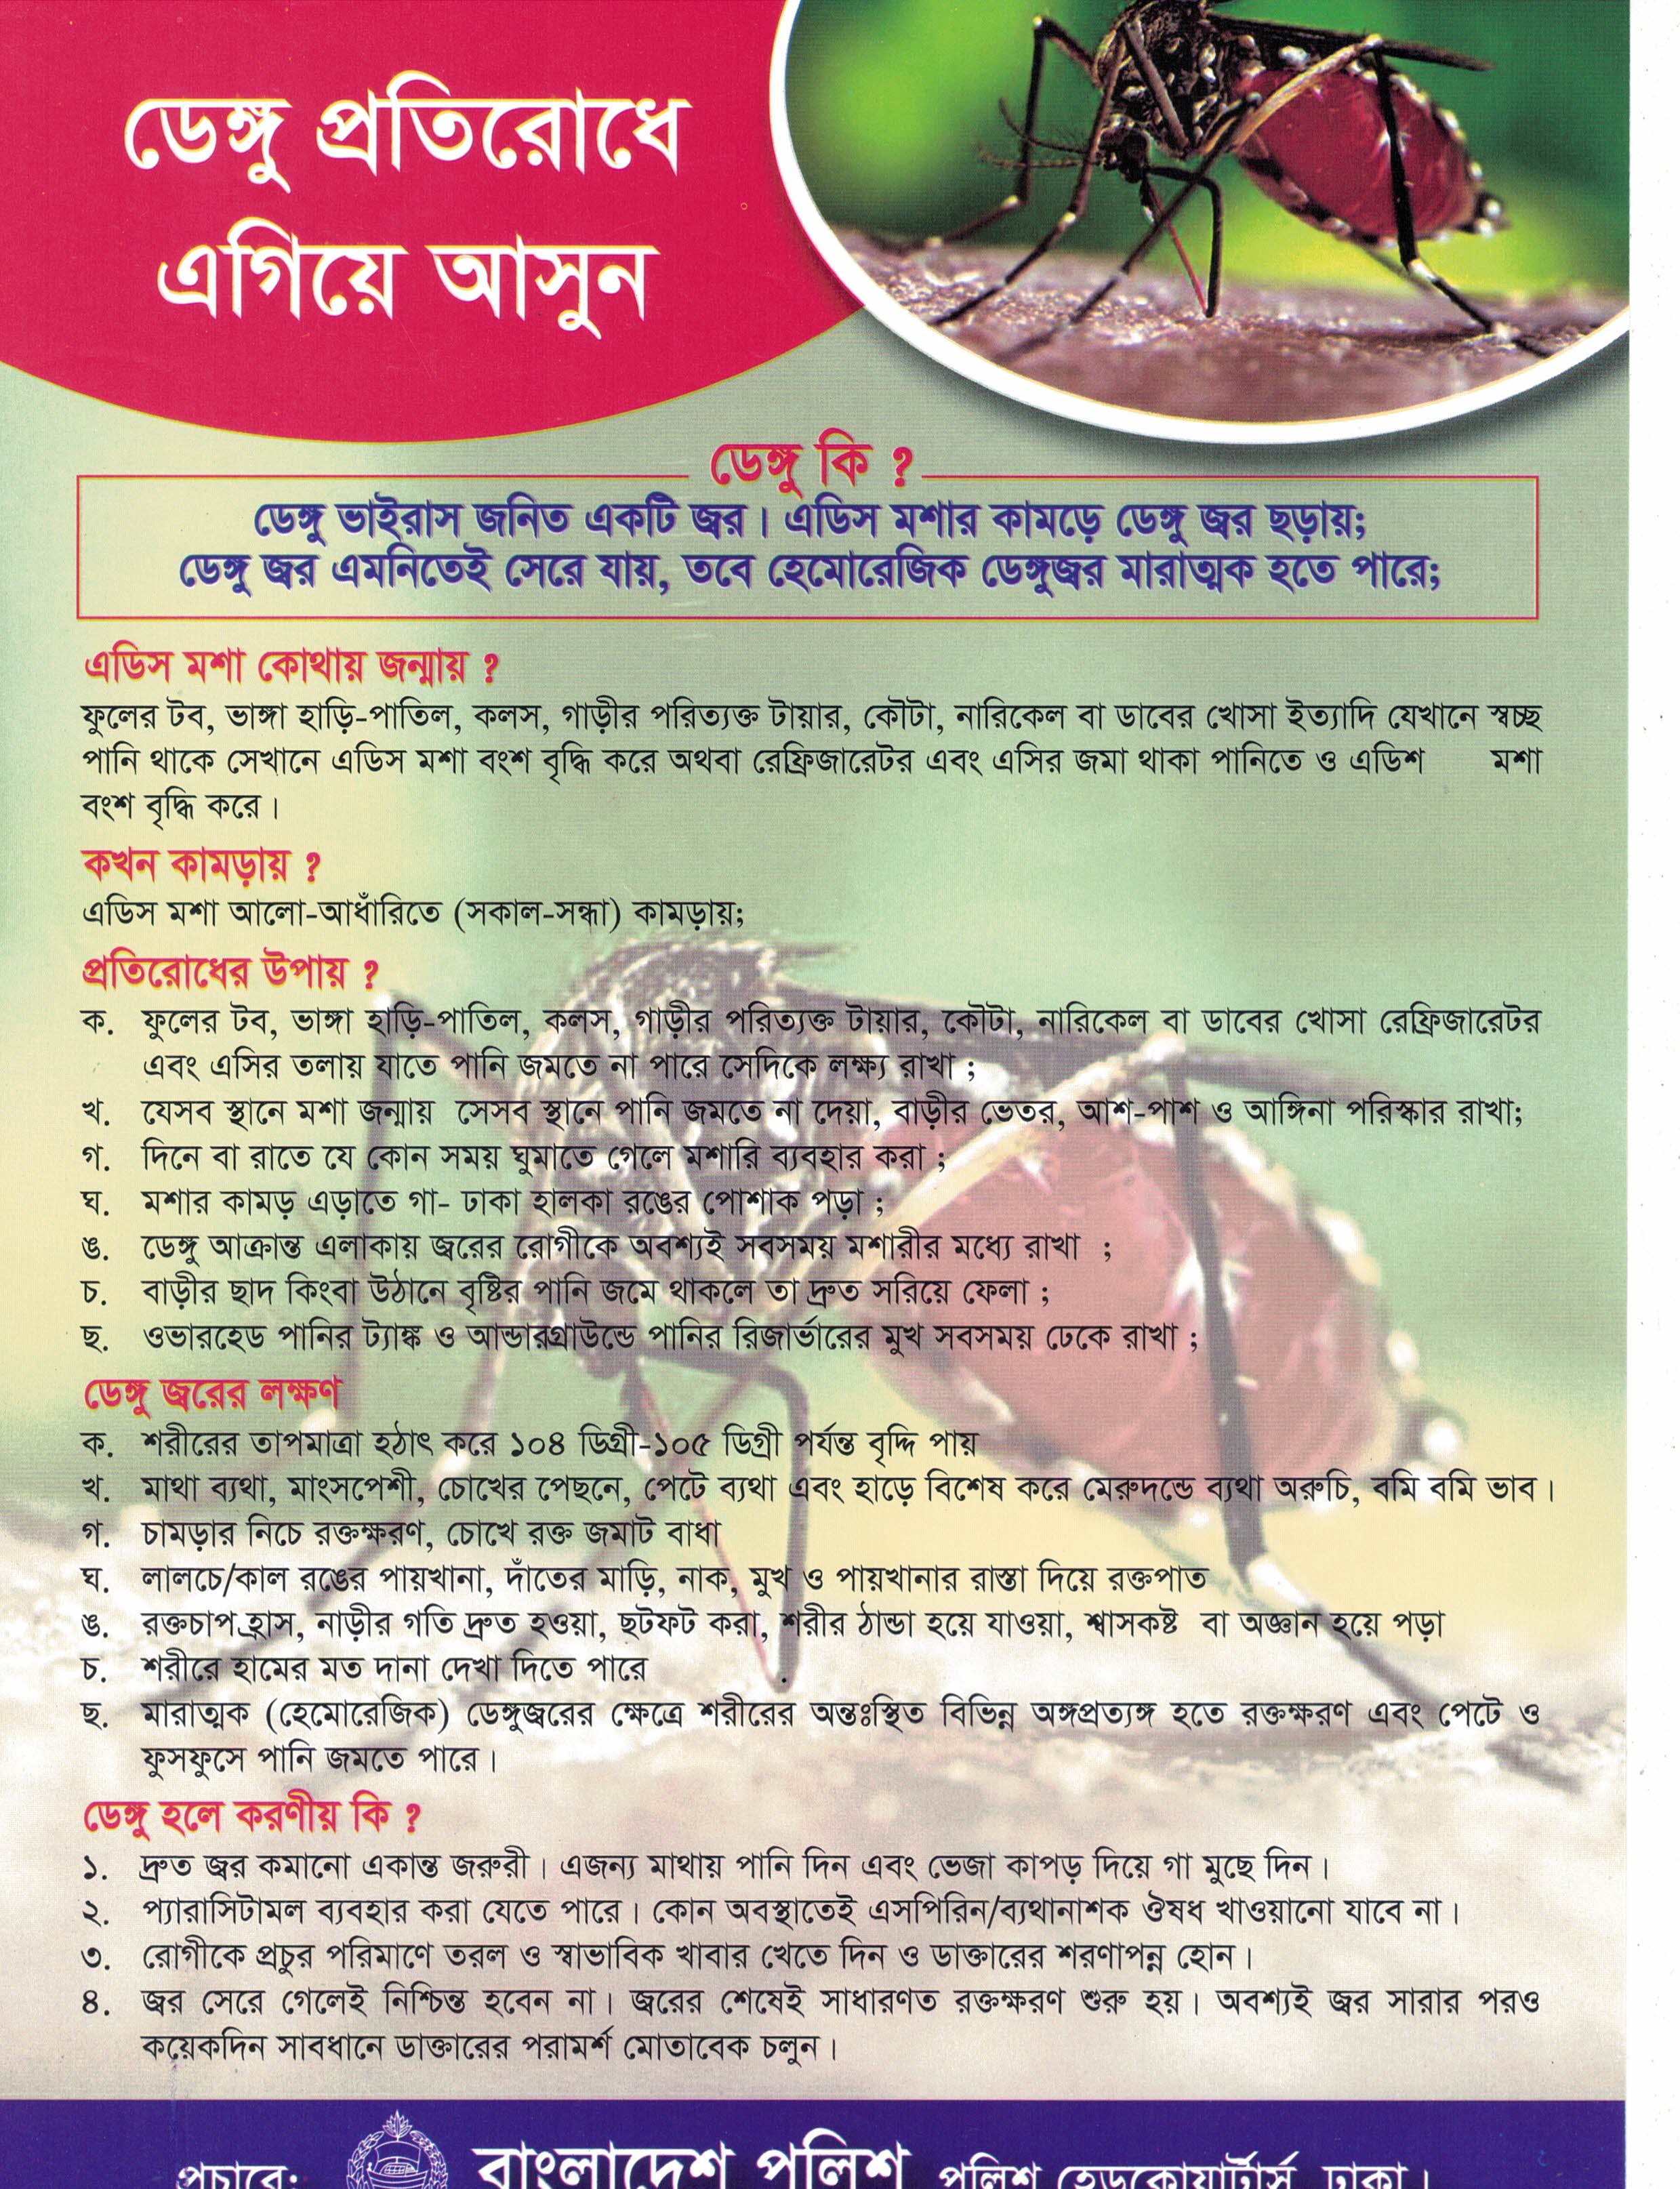 ডেঙ্গু প্রতিরোধে
এগিয়ে আসুন
ডেঙ্গু কি ?
ডেঙ্গু ভাইরাস জনিত একটি জ্বর। এডিস মশার কামড়ে ডেঙ্গু জ্বর ছড়ায়;
ডেঙ্গু জ্বর এমনিতেই সেরে যায়, তবে হেমোরেজিক ডেঙ্গুজ্বর মারাত্মক হতে পারে;
এডিস মশা কোথায় জন্মায় ?
ফুলের টব, ভাঙ্গা হাড়ি-পাতিল, কলস, গাড়ীর পরিত্যক্ত টায়ার, কৌটা, নারিকেল বা ডাবের খোসা ইত্যাদি যেখানে স্বচ্ছ
পানি থাকে সেখানে এডিস মশা বংশ বৃদ্ধি করে অথবা রেফ্রিজারেটর এবং এসির জমা থাকা পানিতে ও এডিশ মশা
বংশ বৃদ্ধি করে।
কখন কামড়ায় ?
এডিস মশা আলো-আধাঁরিতে (সকাল-সন্ধা) কামড়ায়;
প্রতিরোধের উপায় ?
ক. ফুলের টব, ভাঙ্গা হাড়ি-পাতিল, কলস, গাড়ীর পরিত্যক্ত টায়ার, কৌটা, নারিকেল বা ডাবের খোসা রেফ্রিজারেটর
এবং এসির তলায় যাতে পানি জমতে না পারে সেদিকে লক্ষ্য রাখা ;
খ. যেসব স্থানে মশা জন্মায় সেসব স্থানে পানি জমতে না দেয়া, বাড়ীর ভেতর, আশ-পাশ ও আঙ্গিনা পরিস্কার রাখা;
গ. দিনে বা রাতে যে কোন সময় ঘুমাতে গেলে মশারি ব্যবহার করা ;
ঘ. মশার কামড় এড়াতে গা- ঢাকা হালকা রঙের পোশাক পড়া ;
ঙ. ডেঙ্গু আক্রান্ত এলাকায় জ্বরের রোগীকে অবশ্যই সবসময় মশারীর মধ্যে রাখা ;
চ. বাড়ীর ছাদ কিংবা উঠানে বৃষ্টির পানি জমে থাকলে তা দ্রুত সরিয়ে ফেলা ;
ছ. ওভারহেড পানির ট্যাঙ্ক ও আন্ডারগ্রাউন্ডে পানির রিজার্ভারের মুখ সবসময় ঢেকে রাখা ;
ডেঙ্গু জ্বরের লক্ষণ
ক. শরীরের তাপমাত্রা হঠাৎ করে ১০৪ ডিগ্রী-১০৫ ডিগ্রী পর্যন্ত বৃদ্দি পায়
খ. মাথা ব্যথা, মাংসপেশী, চোখের পেছনে, পেটে ব্যথা এবং হাড়ে বিশেষ করে মেরুদন্ডে ব্যথা অরুচি, বমি বমি ভাব।
গ. চামড়ার নিচে রক্তক্ষরণ, চোখে রক্ত জমাট বাধা
ঘ. লালচে/কাল রঙের পায়খানা, দাঁতের মাড়ি, নাক, মুখ ও পায়খানার রাস্তা দিয়ে রক্তপাত
ঙ. রক্তচাপ হ্রাস, নাড়ীর গতি দ্রুত হওয়া, ছটফট করা, শরীর ঠান্ডা হয়ে যাওয়া, শ্বাসকষ্ট বা অজ্ঞান হয়ে পড়া
চ. শরীরে হামের মত দানা দেখা দিতে পারে
ছ. মারাত্মক (হেমোরেজিক) ডেঙ্গুজ্বরের ক্ষেত্রে শরীরের অন্তঃস্থিত বিভিন্ন অঙ্গপ্রত্যঙ্গ হতে রক্তক্ষরণ এবং পেটে ও
ফুসফুসে পানি জমতে পারে।
ডেঙ্গু হলে করণীয় কি ?
১. দ্রুত জ্বর কমানো একান্ত জরুরী। এজন্য মাথায় পানি দিন এবং ভেজা কাপড় দিয়ে গা মুছে দিন।
২. প্যারাসিটামল ব্যবহার করা যেতে পারে। কোন অবস্থাতেই এসপিরিন/ব্যথানাশক ঔষধ খাওয়ানো যাবে না।
৩. রোগীকে প্রচুর পরিমাণে তরল ও স্বাভাবিক খাবার খেতে দিন ও ডাক্তারের শরণাপন্ন হোন।
৪. জ্বর সেরে গেলেই নিশ্চিন্ত হবেন না। জ্বরের শেষেই সাধারণত রক্তক্ষরণ শুরু হয়। অবশ্যই জ্বর সারার পরও
কয়েকদিন সাবধানে ডাক্তারের পরামর্শ মোতাবেক চলুন।
প্রচারে: বাংলাদেশ পুলিশ পুলিশ হেডকোয়ার্টার্স, ঢাকা।